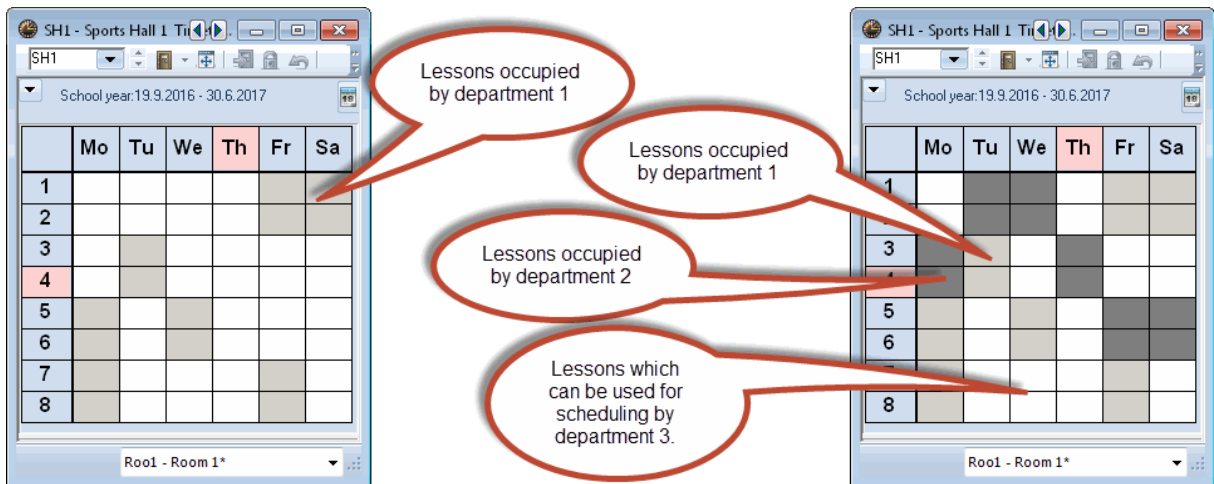 SH1 - Sports Hall 1 Ti
SH1
School year:19.9.2016 - 30.6.2017
Mo Tu We Th Fr Sa
1
2
3
4
5
6
7
8
Roo1 - Room 1*
Lessons occupied
by department 1
Lessons occupied
by department 1
Lessons occupied
by department 2
Lessons which
can be used for
scheduling by
department 3.
SH1 - Sports Hall 1 Ti
SH1
School year:19.9.2016 - 30.6.2017
Mo Tu We Th Fr Sa
1
3
5
6
8
Roo1 - Room 1*